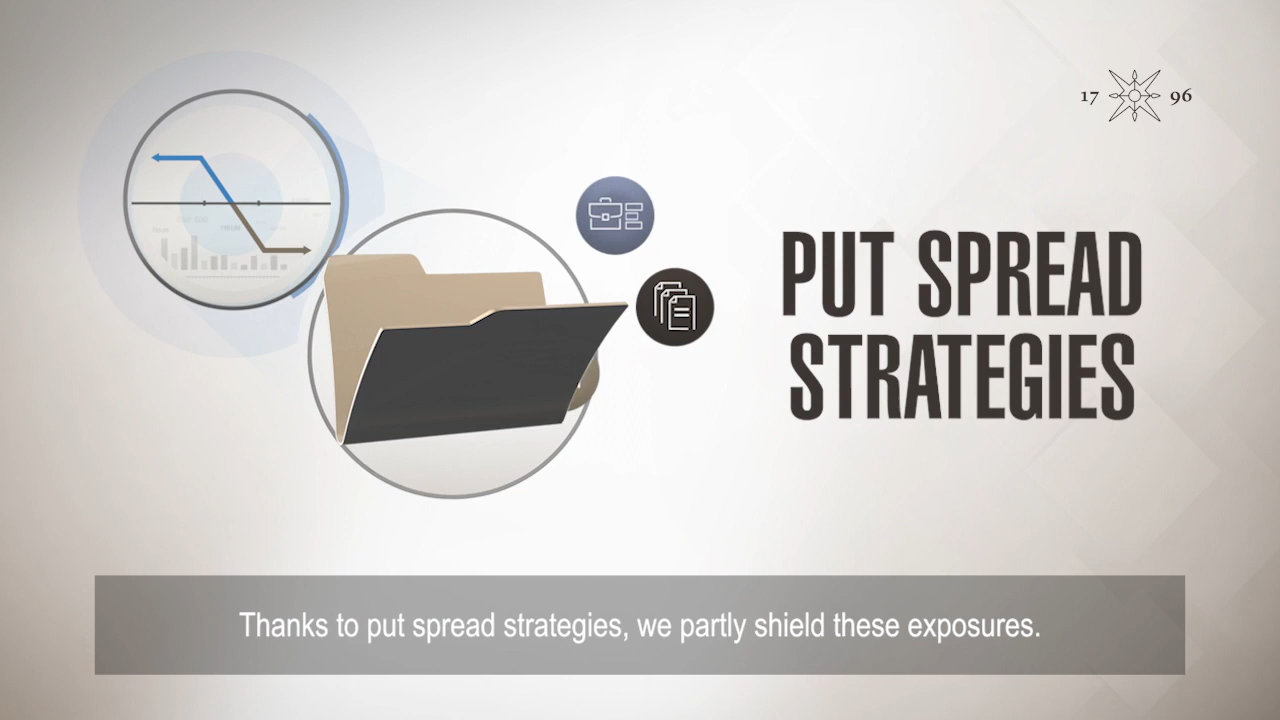 17 96
PUT SPREAD
STRATEGIES
Thanks to put spread strategies, we partly shield these exposures.